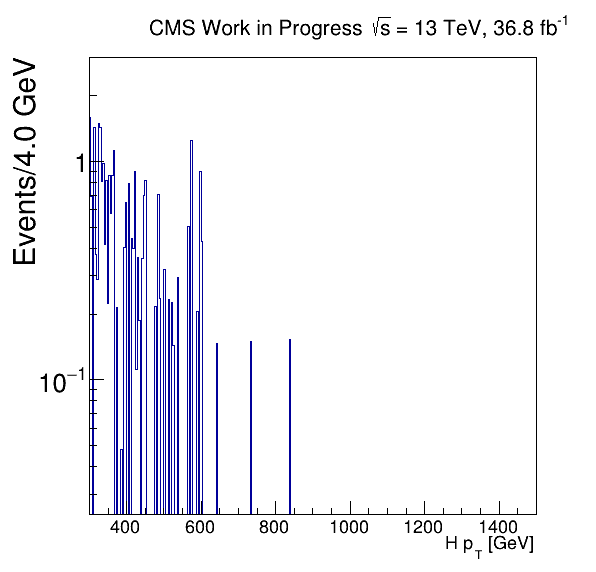 CMS Work in Progress √s = 13 TeV, 36.8 fb⁻¹
Events/4.0 GeV
1
10⁻¹
400 600 800 1000 1200 1400
H p_T [GeV]